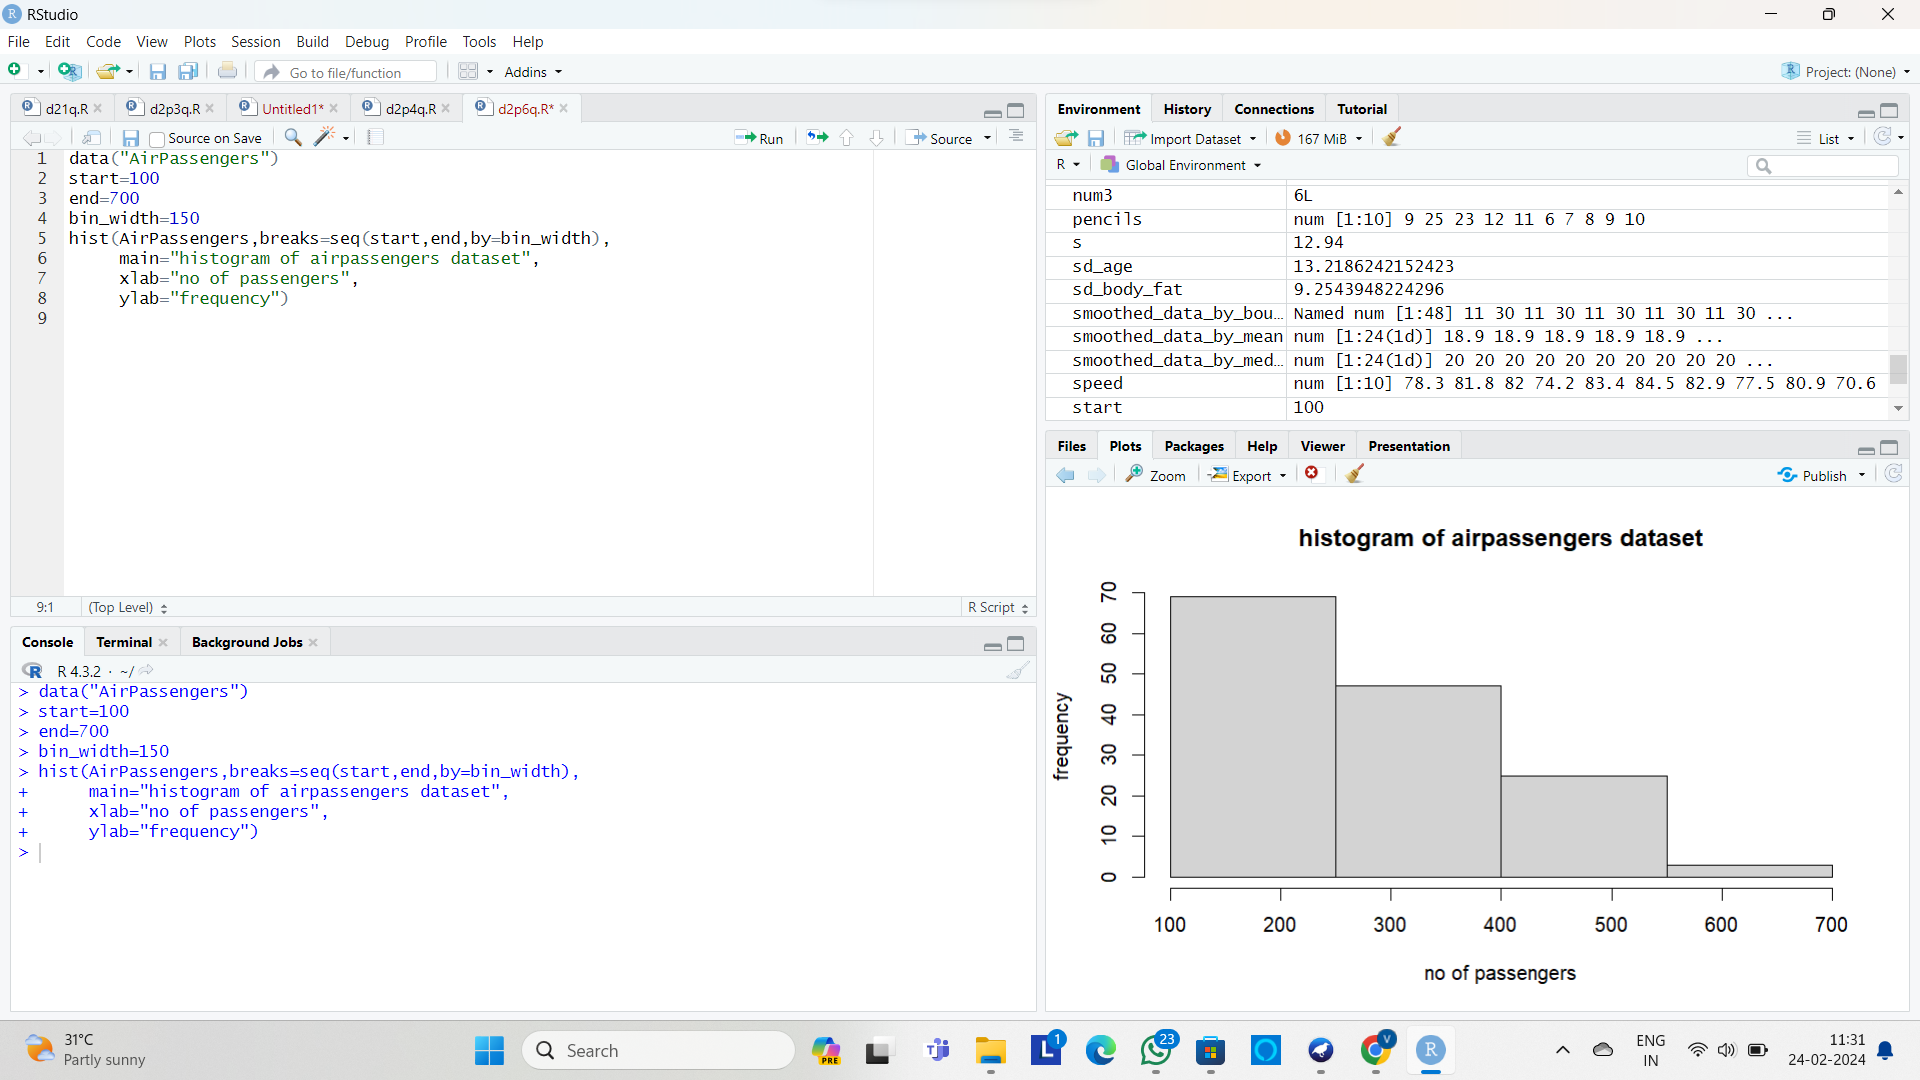 RStudio
File Edit Code View Plots Session Build Debug Profile Tools Help
Go to file/function Addins Project: (None)
d21q.R d2p3q.R Untitled1* d2p4q.R d2p6q.R*
Source on Save Run Source
1 data("AirPassengers")
2 start=100
3 end=700
4 bin_width=150
5 hist(AirPassengers,breaks=seq(start,end,by=bin_width),
6 main="histogram of airpassengers dataset",
7 xlab="no of passengers",
8 ylab="frequency")
9
9:1 (Top Level) R Script
Console Terminal Background Jobs
R 4.3.2 · ~/
> data("AirPassengers")
> start=100
> end=700
> bin_width=150
> hist(AirPassengers,breaks=seq(start,end,by=bin_width),
+ main="histogram of airpassengers dataset",
+ xlab="no of passengers",
+ ylab="frequency")
>
Environment History Connections Tutorial
Import Dataset 167 MiB List
R Global Environment
num3 6L
pencils num [1:10] 9 25 23 12 11 6 7 8 9 10
s 12.94
sd_age 13.2186242152423
sd_body_fat 9.2543948224296
smoothed_data_by_bou… Named num [1:48] 11 30 11 30 11 30 11 30 11 30 ...
smoothed_data_by_mean num [1:24(1d)] 18.9 18.9 18.9 18.9 18.9 ...
smoothed_data_by_med… num [1:24(1d)] 20 20 20 20 20 20 20 20 20 20 ...
speed num [1:10] 78.3 81.8 82 74.2 83.4 84.5 82.9 77.5 80.9 70.6
start 100
Files Plots Packages Help Viewer Presentation
Zoom Export Publish
histogram of airpassengers dataset
frequency
70
60
50
40
30
20
10
0
100 200 300 400 500 600 700
no of passengers
31°C
Partly sunny
Search
PRE
1
23
V
ENG
IN
11:31
24-02-2024